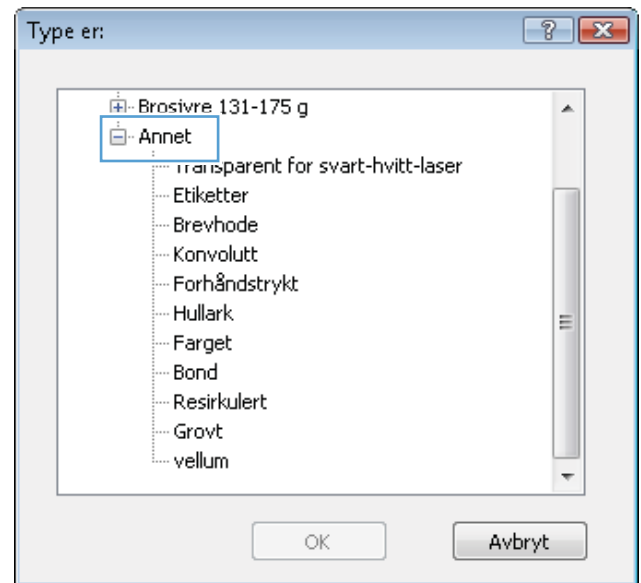 Type er:
Brosjyre 131-175 g
Annet
Transparent for svart-hvitt-laser
Etiketter
Brevhode
Konvolutt
Forhåndstrykt
Hullark
Farget
Bond
Resirkulert
Grovt
vellum
OK
Avbryt